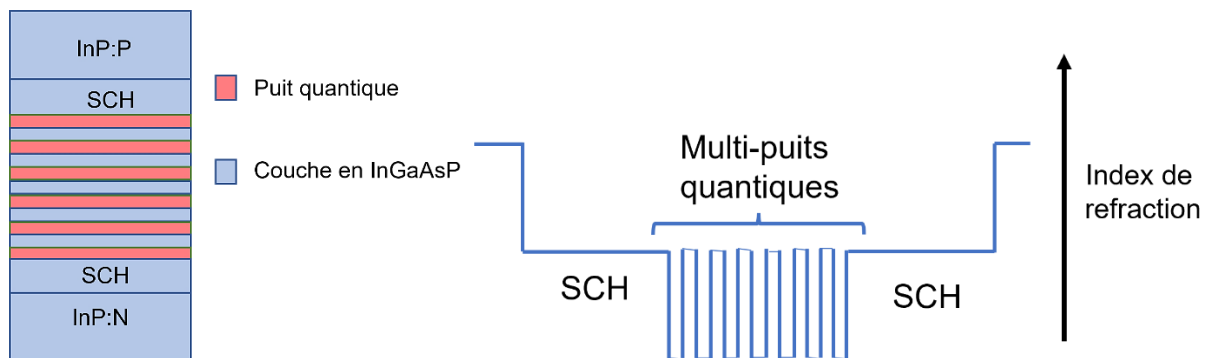 InP:P
SCH
SCH
InP:N
Puit quantique
Couche en InGaAsP
Multi-puits
quantiques
SCH
SCH
Index de
refraction